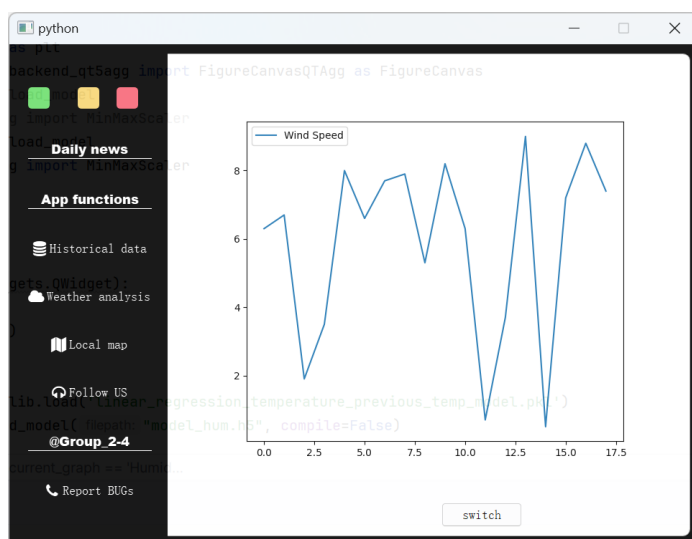 python
as plt
backend_qt5agg import FigureCanvasQTAgg as FigureCanvas
load_model
g import MinMaxScaler
load_model
g import MinMaxScaler
Daily news
App functions
Historical data
gets.QWidget):
Weather analysis
)
Local map
Follow US
lib.load('linear_regression_temperature_previous_temp_model.pkl')
d_model( filepath: "model_hum.h5", compile=False)
@Group_2-4
current_graph == 'Humid...
Report BUGs
Wind Speed
8
6
4
2
0.0 2.5 5.0 7.5 10.0 12.5 15.0 17.5
switch